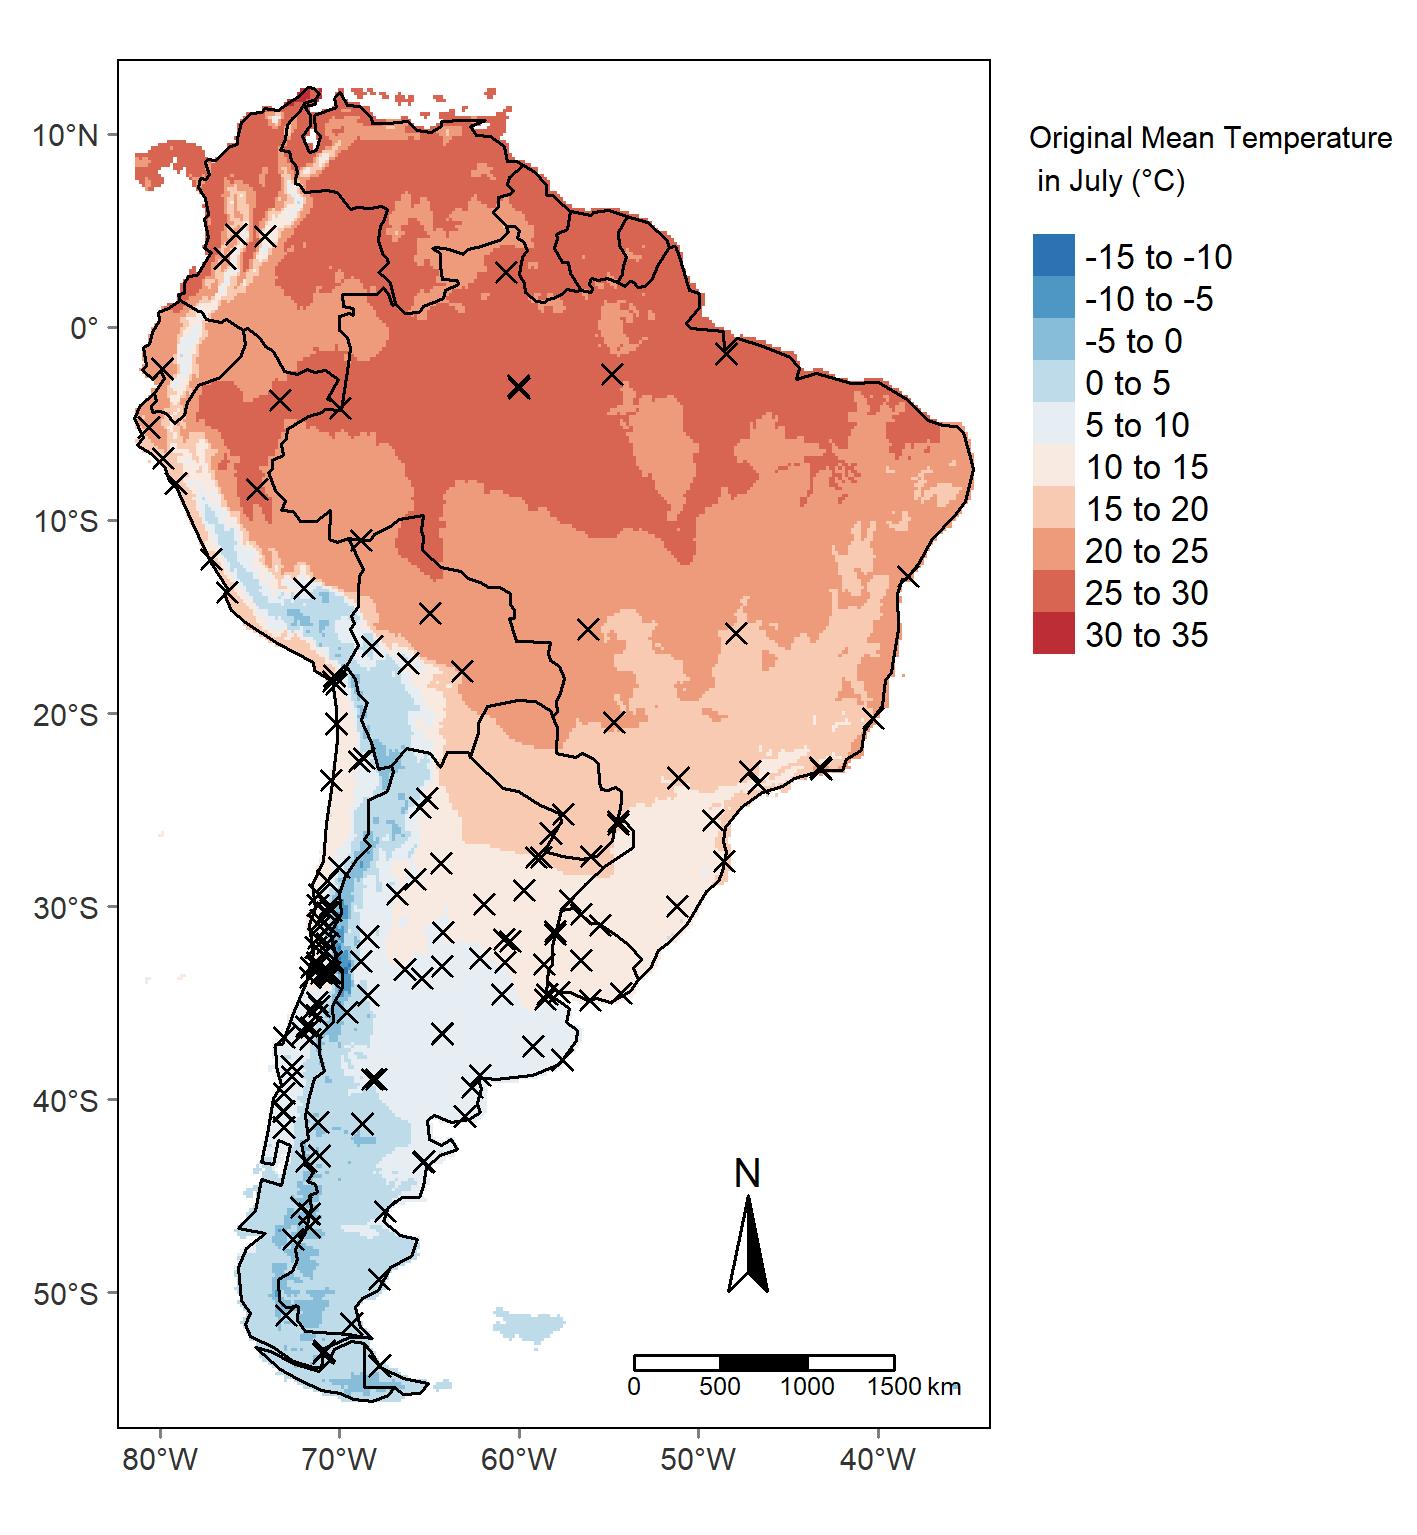 Original Mean Temperature
in July (°C)
-15 to -10
-10 to -5
-5 to 0
0 to 5
5 to 10
10 to 15
15 to 20
20 to 25
25 to 30
30 to 35
10°N
0°
10°S
20°S
30°S
40°S
50°S
N
0 500 1000 1500 km
80°W 70°W 60°W 50°W 40°W